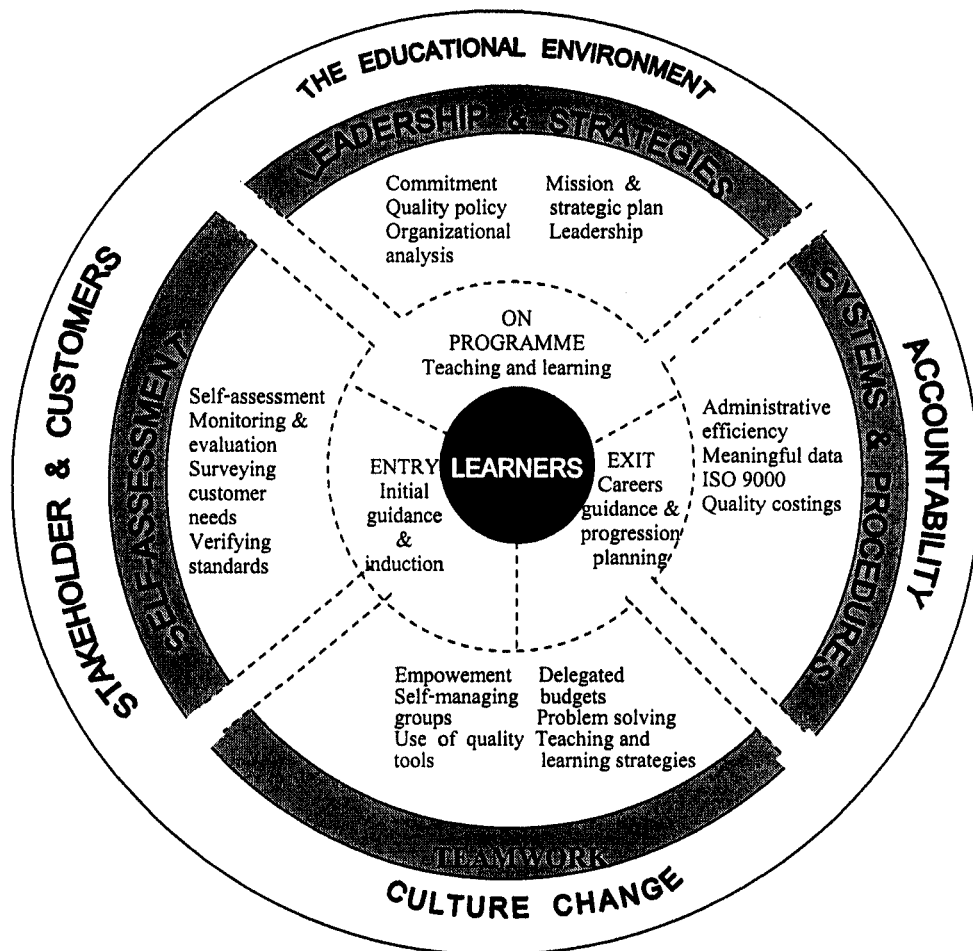 THE EDUCATIONAL ENVIRONMENT
LEADERSHIP & STRATEGIES
Commitment
Quality policy
Organizational
analysis
Mission &
strategic plan
Leadership
STAKEHOLDER & CUSTOMERS
SELF-ASSESSMENT
Self-assessment
Monitoring &
evaluation
Surveying
customer
needs
Verifying
standards
ON
PROGRAMME
Teaching and learning
ENTRY
Initial
guidance
&
induction
LEARNERS
EXIT
Careers
guidance &
progression
planning
Administrative
efficiency
Meaningful data
ISO 9000
Quality costings
SYSTEMS & PROCEDURES
ACCOUNTABILITY
Empowement
Self-managing
groups
Use of quality
tools
Delegated
budgets
Problem solving
Teaching and
learning strategies
TEAMWORK
CULTURE CHANGE